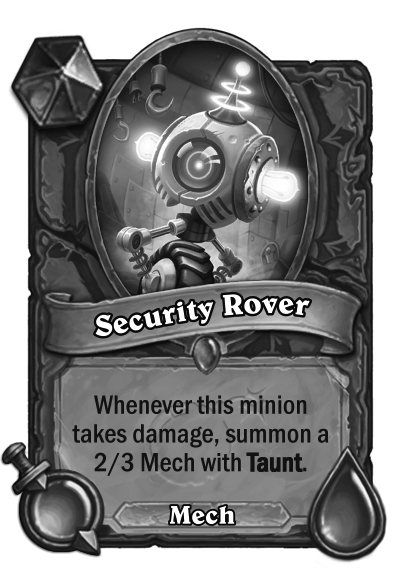 Security Rover
Whenever this minion
takes damage, summon a
2/3 Mech with Taunt.
Mech